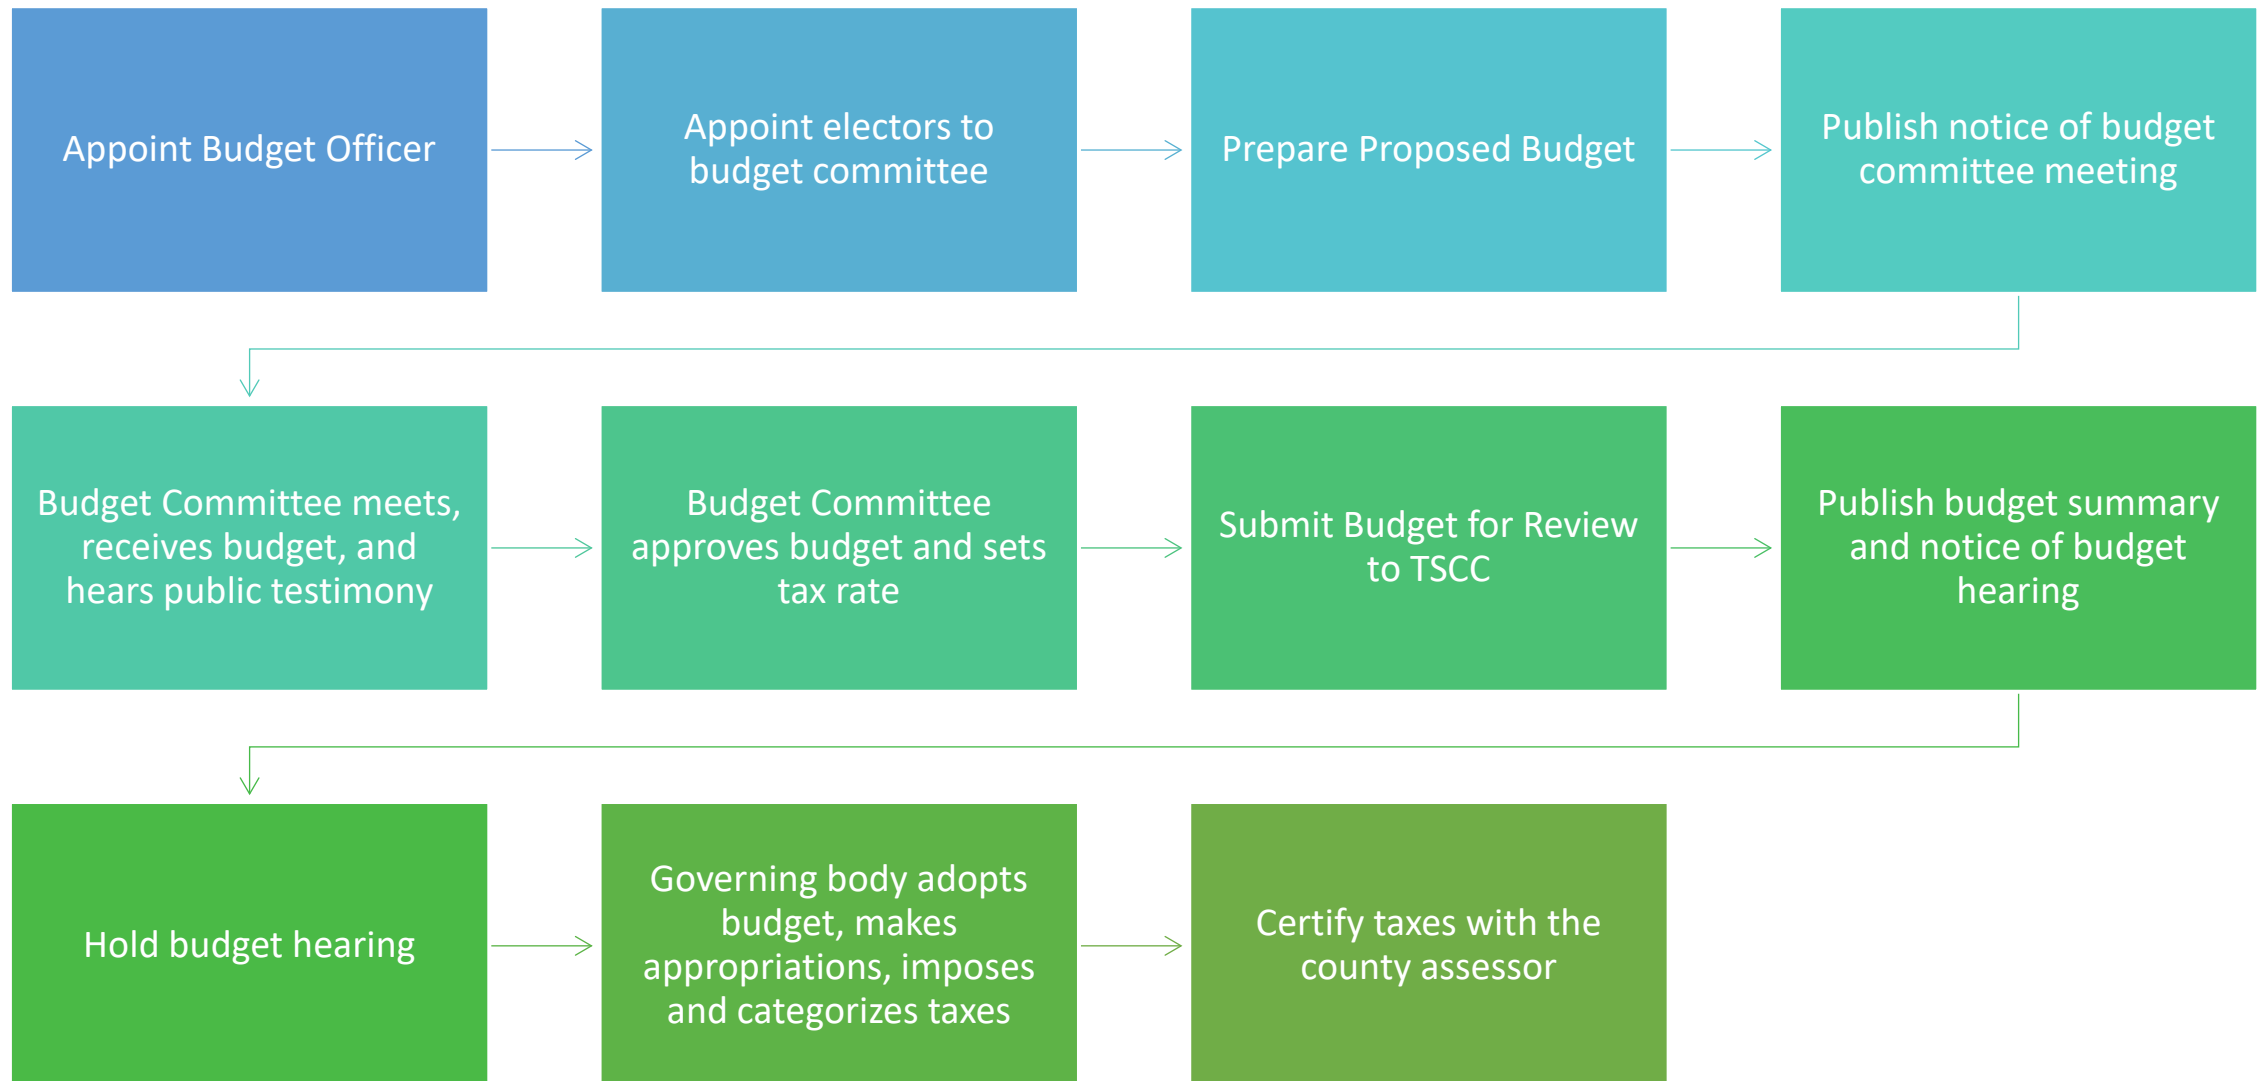 Appoint Budget Officer
Appoint electors to
budget committee
Prepare Proposed Budget
Publish notice of budget
committee meeting
Budget Committee meets,
receives budget, and
hears public testimony
Budget Committee
approves budget and sets
tax rate
Submit Budget for Review
to TSCC
Publish budget summary
and notice of budget
hearing
Hold budget hearing
Governing body adopts
budget, makes
appropriations, imposes
and categorizes taxes
Certify taxes with the
county assessor